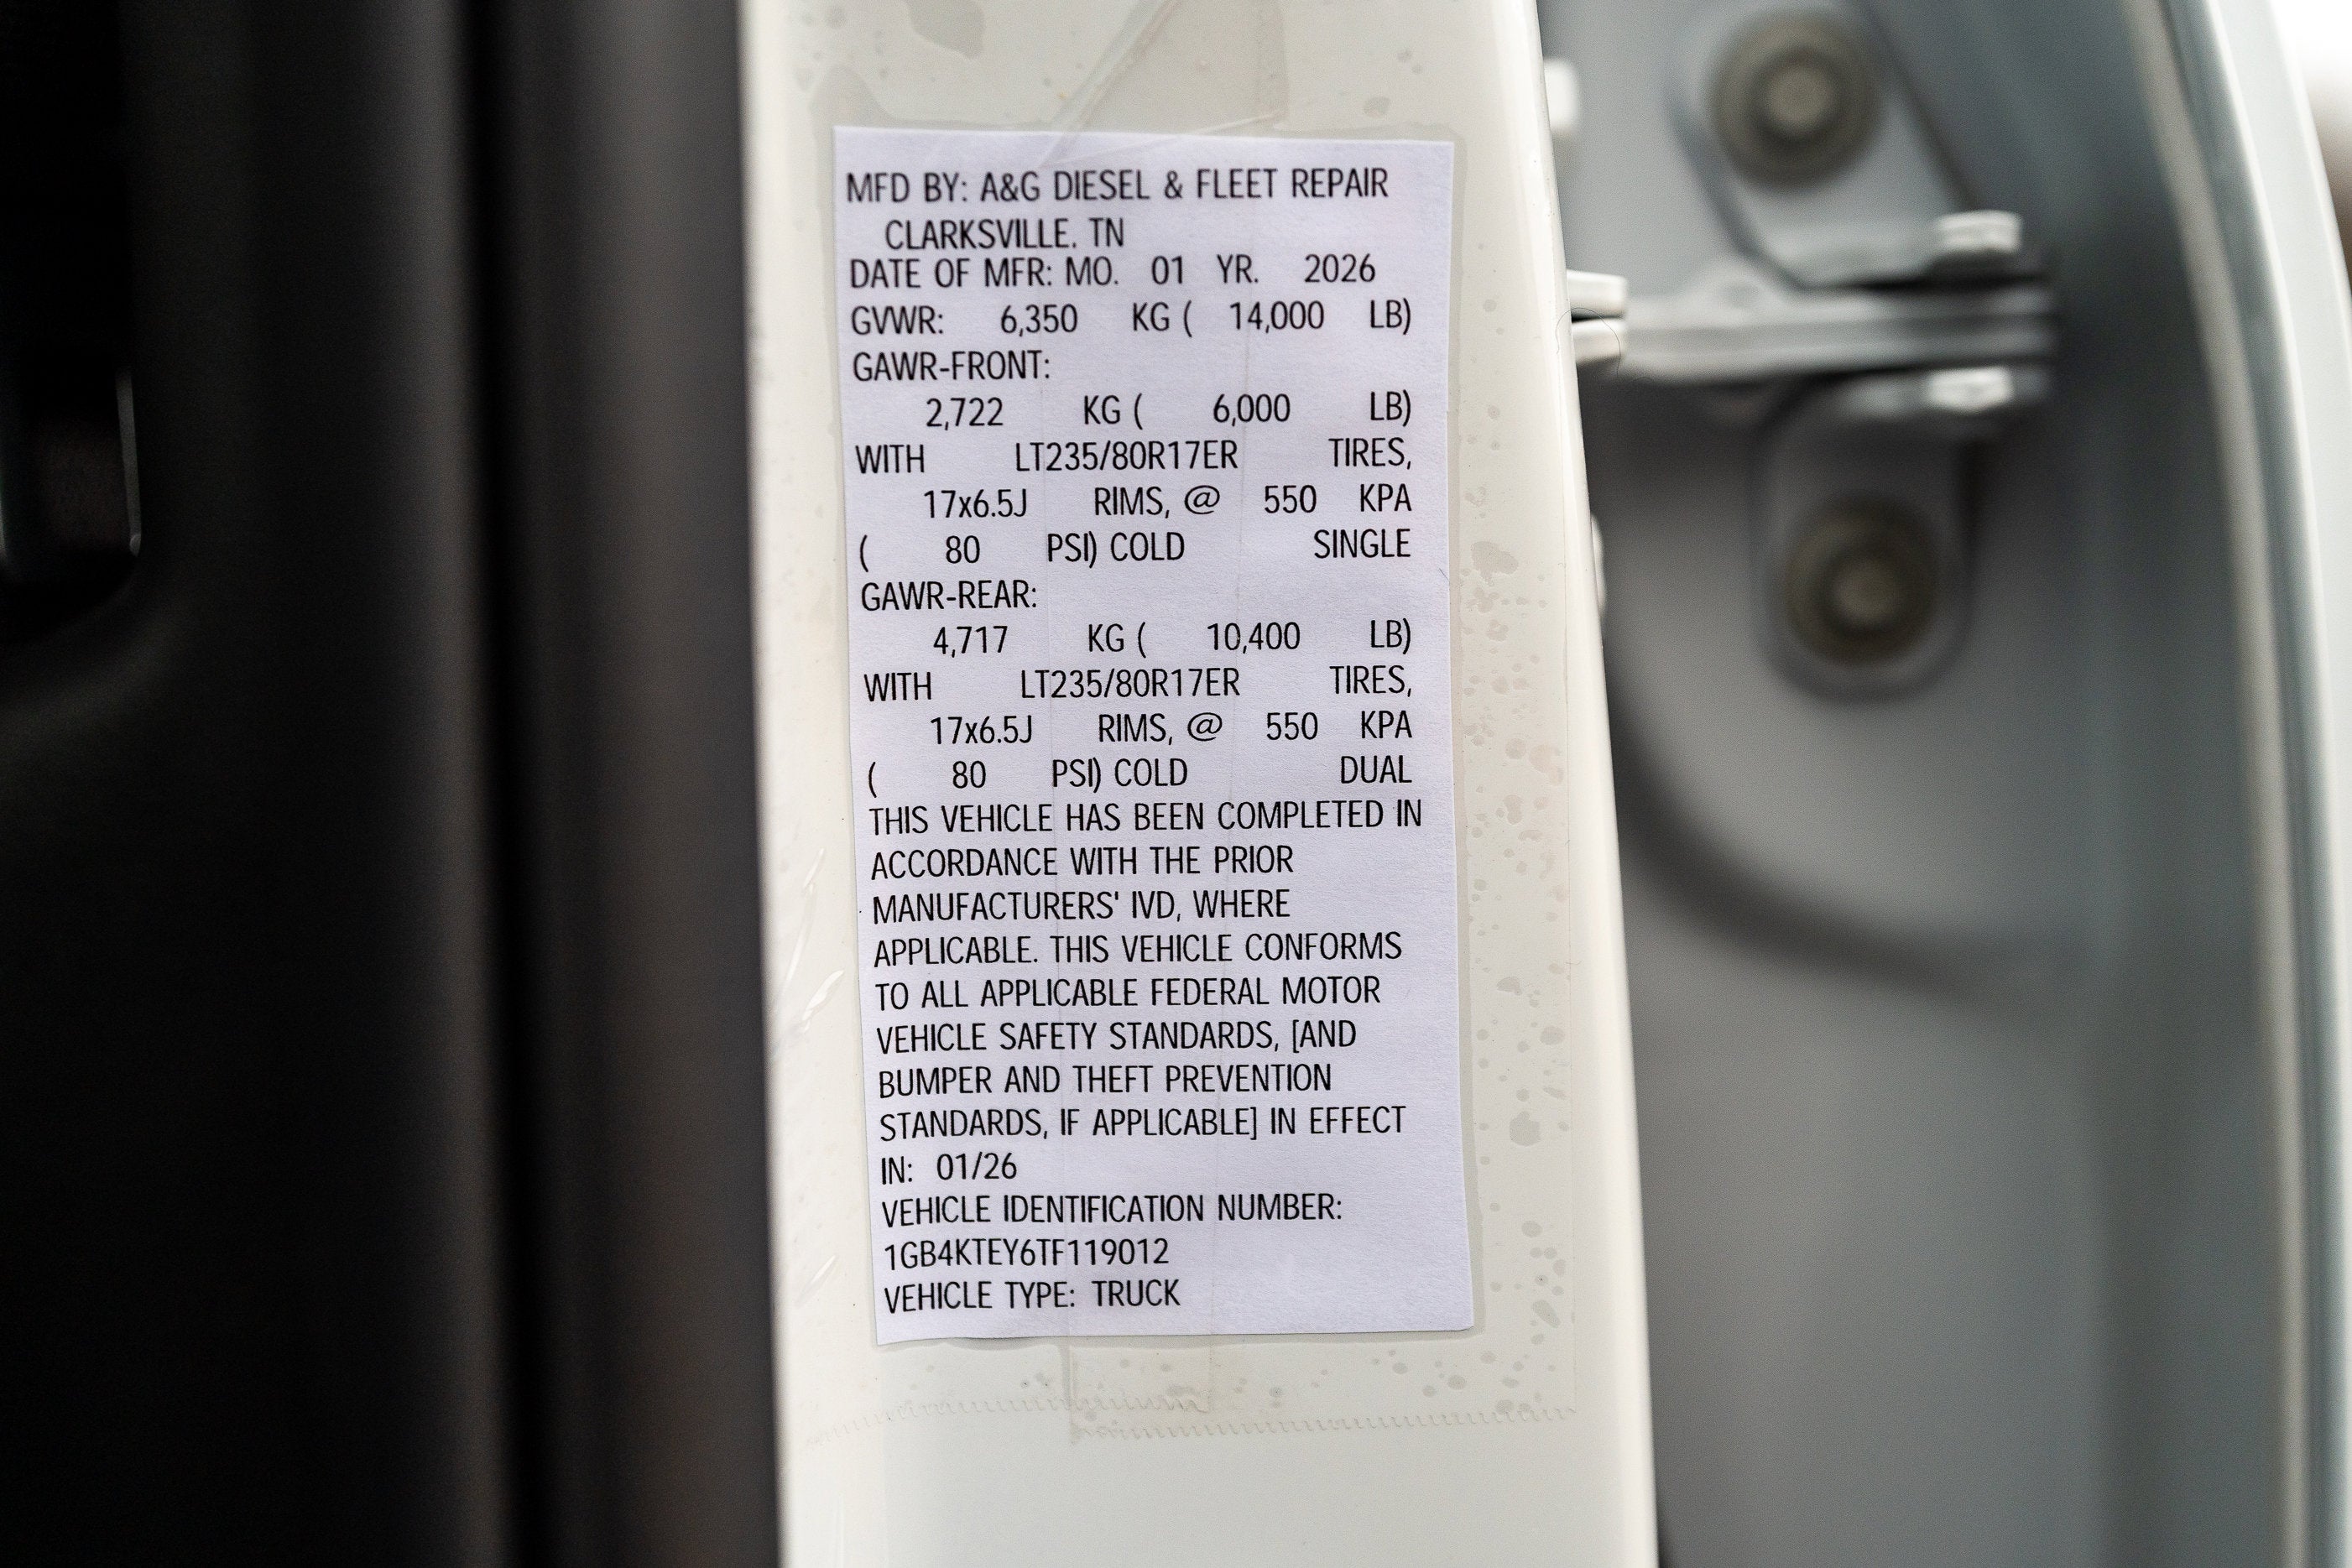 MFD BY: A&G DIESEL & FLEET REPAIR
CLARKSVILLE. TN
DATE OF MFR: MO. 01 YR. 2026
GVWR: 6,350 KG ( 14,000 LB)
GAWR-FRONT:
2,722 KG ( 6,000 LB)
WITH LT235/80R17ER TIRES,
17x6.5J RIMS, @ 550 KPA
( 80 PSI) COLD SINGLE
GAWR-REAR:
4,717 KG ( 10,400 LB)
WITH LT235/80R17ER TIRES,
17x6.5J RIMS, @ 550 KPA
( 80 PSI) COLD DUAL
THIS VEHICLE HAS BEEN COMPLETED IN
ACCORDANCE WITH THE PRIOR
MANUFACTURERS' IVD, WHERE
APPLICABLE. THIS VEHICLE CONFORMS
TO ALL APPLICABLE FEDERAL MOTOR
VEHICLE SAFETY STANDARDS, [AND
BUMPER AND THEFT PREVENTION
STANDARDS, IF APPLICABLE] IN EFFECT
IN: 01/26
VEHICLE IDENTIFICATION NUMBER:
1GB4KTEY6TF119012
VEHICLE TYPE: TRUCK